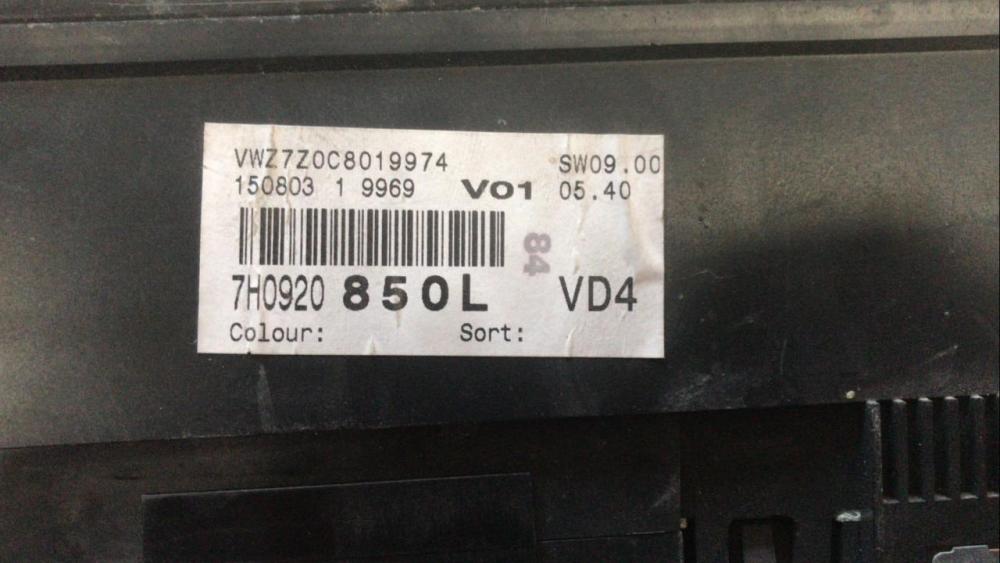 VWZ7Z0C8019974 SW09.00
150803 1 9969 V01 05.40
84
7H0920 850L VD4
Colour: Sort: